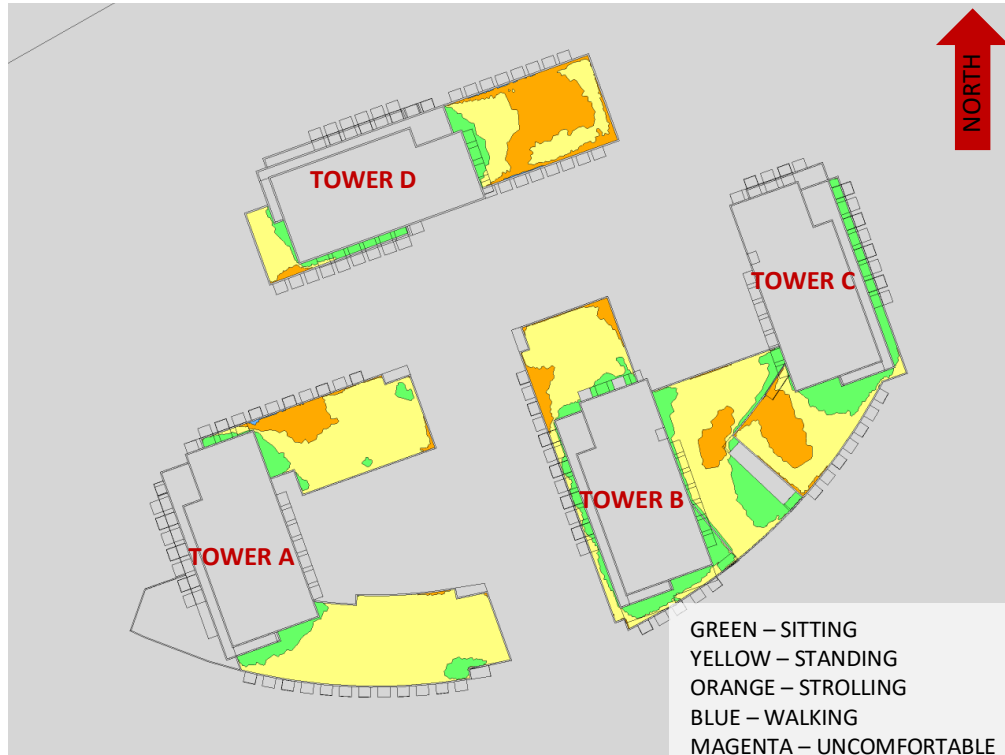 NORTH
TOWER D
TOWER C
TOWER B
TOWER A
GREEN – SITTING
YELLOW – STANDING
ORANGE – STROLLING
BLUE – WALKING
MAGENTA – UNCOMFORTABLE